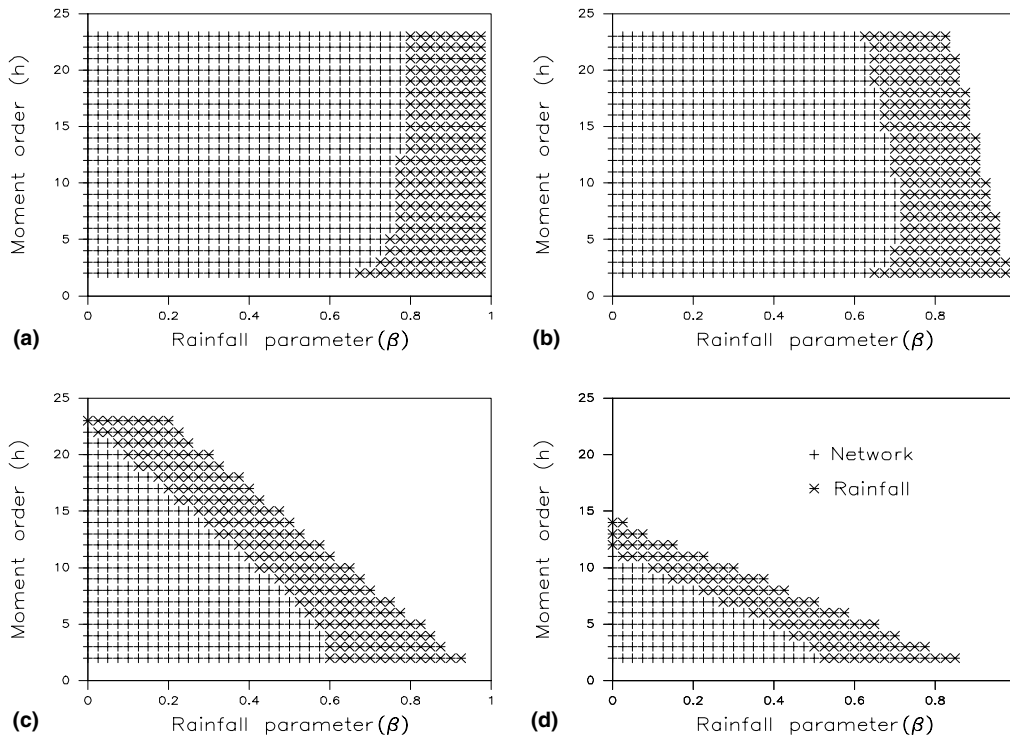 25
20
15
10
5
0
Moment order (h)
0 0.2 0.4 0.6 0.8 1
Rainfall parameter(β)
(a)
25
20
15
10
5
0
Moment order (h)
0 0.2 0.4 0.6 0.8
Rainfall parameter(β)
(b)
25
20
15
10
5
0
Moment order (h)
0 0.2 0.4 0.6 0.8 1
Rainfall parameter(β)
(c)
25
20
15
10
5
0
Moment order (h)
+ Network
× Rainfall
0 0.2 0.4 0.6 0.8
Rainfall parameter(β)
(d)